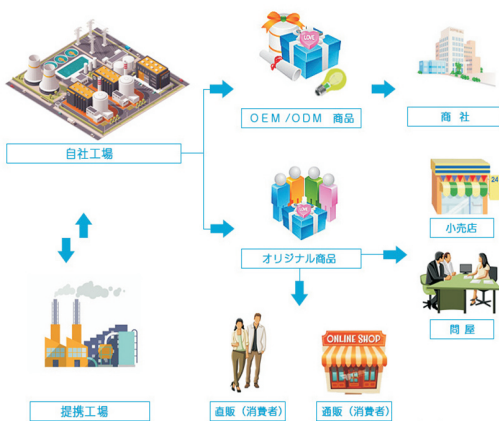 LOVE
OEM/ODM 商品
商社
自社工場
24
小売店
LOVE
オリジナル商品
問屋
ONLINE SHOP
提携工場
直販（消費者）
通販（消費者）